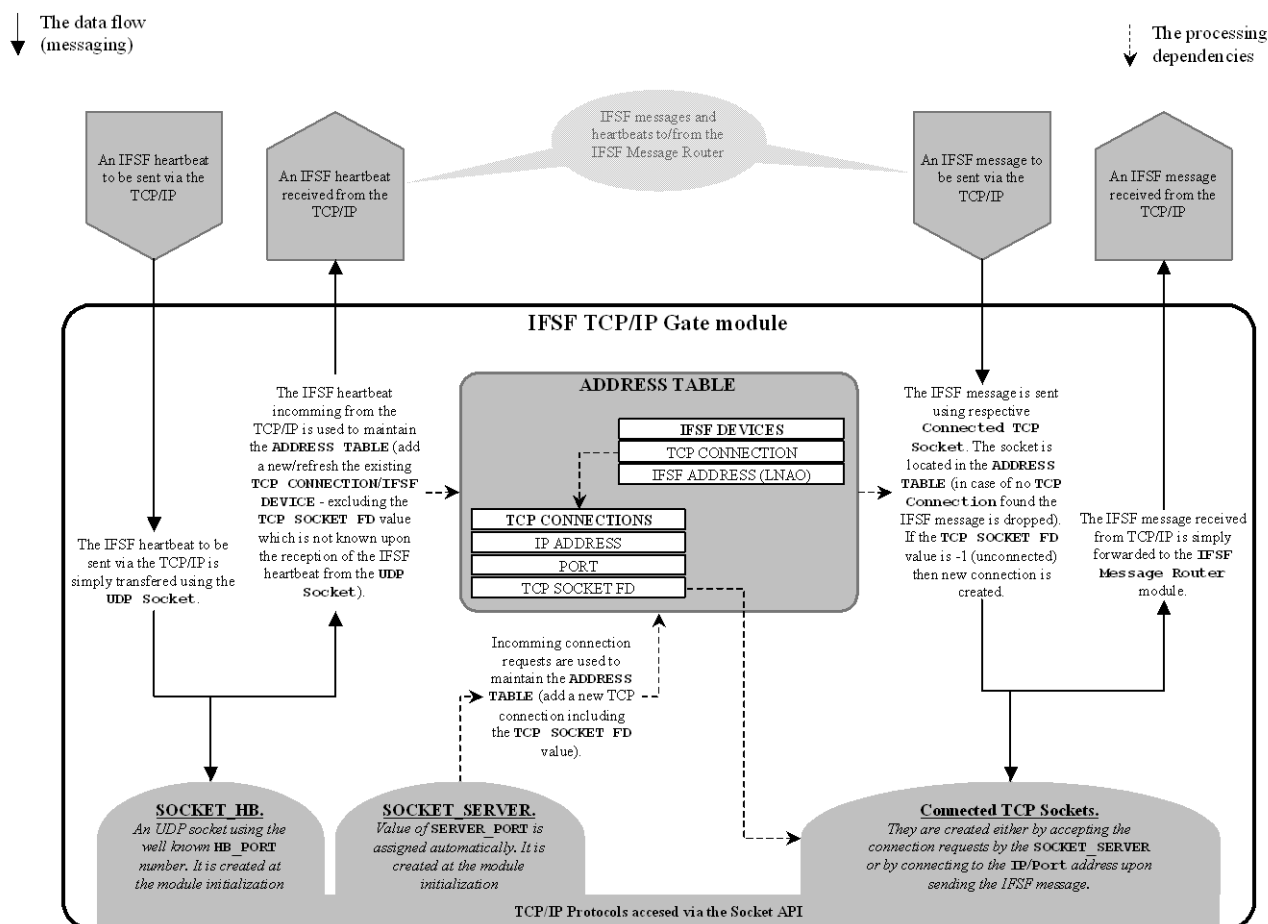 The data flow
(messaging)
The processing
dependencies
IFSF messages and
heartbeats to/from the
IFSF Message Router
An IFSF heartbeat
to be sent via the
TCP/IP
An IFSF heartbeat
received from the
TCP/IP
An IFSF message to
be sent via the
TCP/IP
An IFSF message
received from the
TCP/IP
IFSF TCP/IP Gate module
The IFSF heartbeat to be
sent via the TCP/IP is
simply transfered using the
UDP Socket.
The IFSF heartbeat
incomming from the
TCP/IP is used to maintain
the ADDRESS TABLE (add
a new/refresh the existing
TCP CONNECTION/IFSF
DEVICE - excluding the
TCP SOCKET FD value
which is not known upon
the reception of the IFSF
heartbeat from the UDP
Socket).
ADDRESS TABLE
IFSF DEVICES
TCP CONNECTION
IFSF ADDRESS (LNAO)
TCP CONNECTIONS
IP ADDRESS
PORT
TCP SOCKET FD
The IFSF message is sent
using respective
Connected TCP
Socket. The socket is
located in the ADDRESS
TABLE (in case of no TCP
Connection found the
IFSF message is dropped).
If the TCP SOCKET FD
value is -1 (unconnected)
then new connection is
created.
The IFSF message received
from TCP/IP is simply
forwarded to the IFSF
Message Router
module.
Incomming connection
requests are used to
maintain the ADDRESS
TABLE (add a new TCP
connection including
the TCP SOCKET FD
value).
SOCKET_HB.
An UDP socket using the
well known HB_PORT
number. It is created at
the module initialization
SOCKET_SERVER.
Value of SERVER_PORT is
assigned automatically. It is
created at the module
initialization
Connected TCP Sockets.
They are created either by accepting the
connection requests by the SOCKET_SERVER
or by connecting to the IP/Port address upon
sending the IFSF message.
TCP/IP Protocols accesed via the Socket API